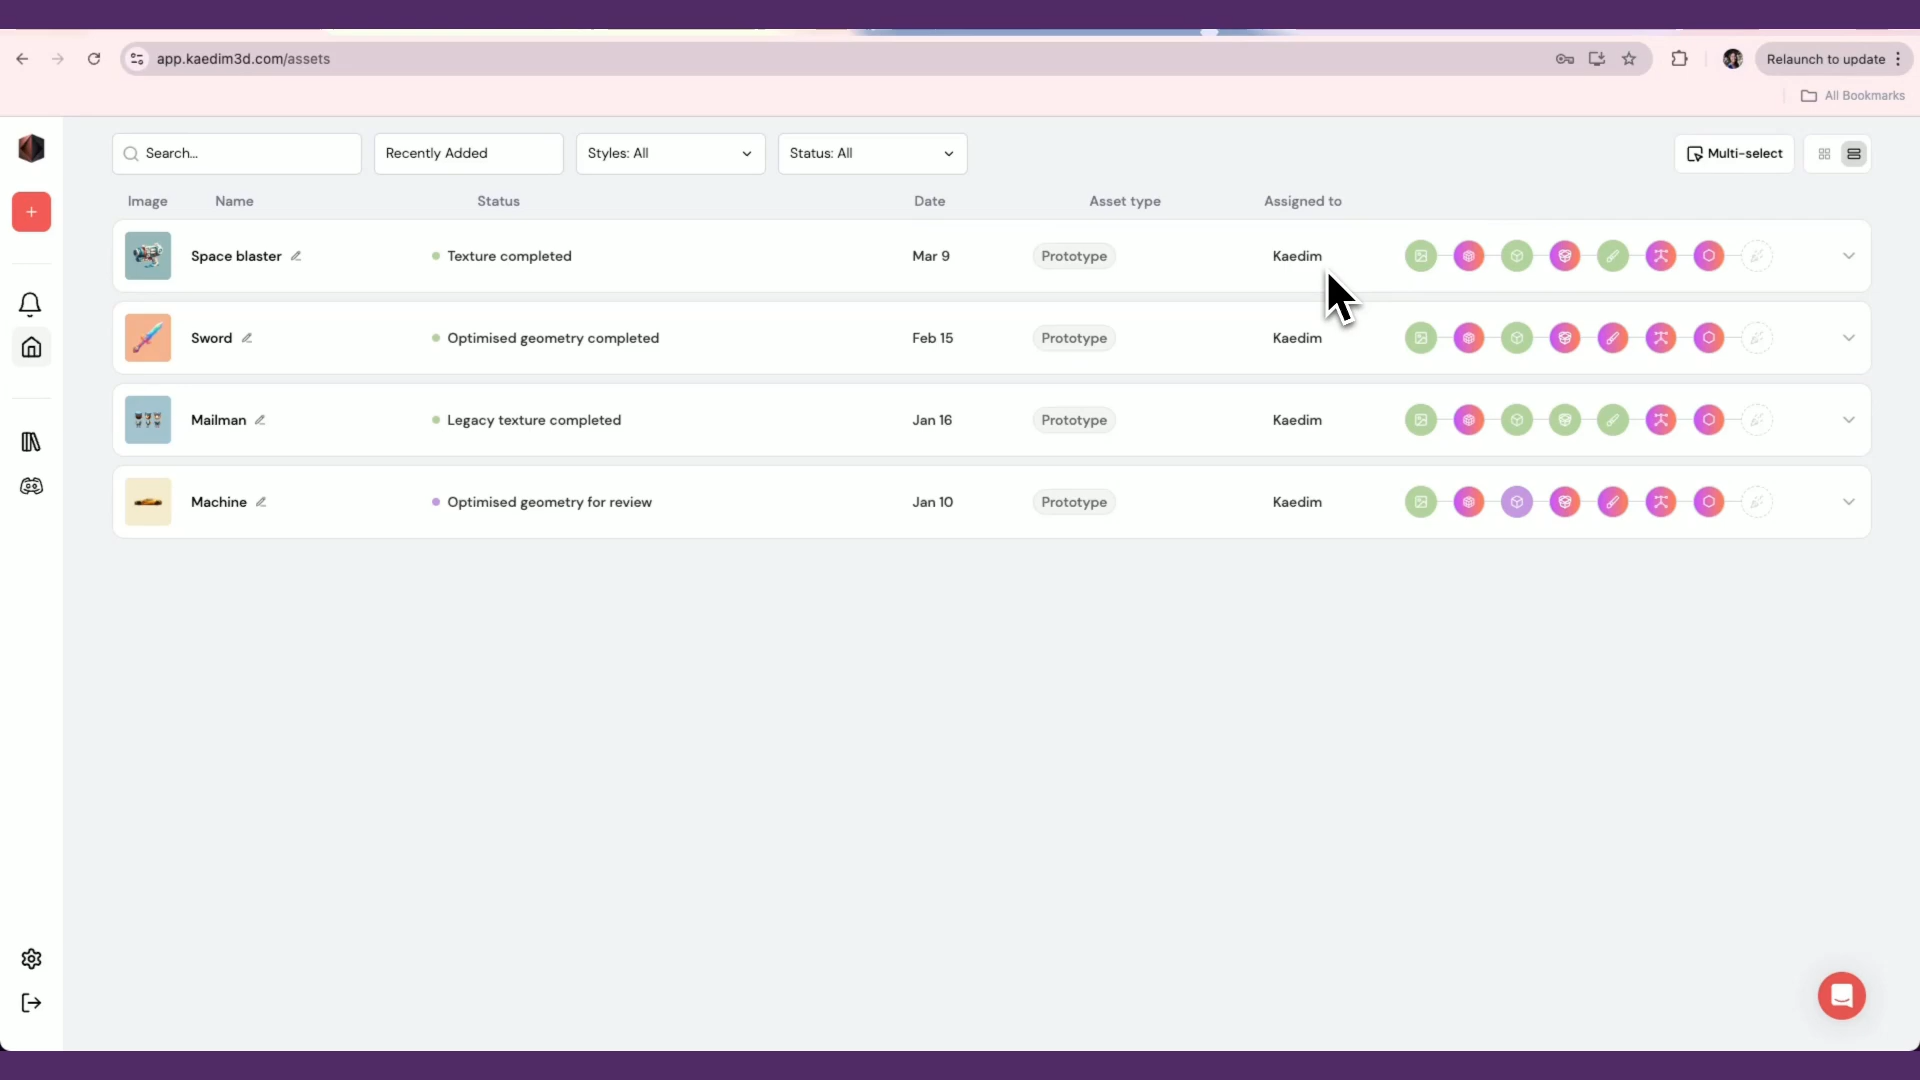 app.kaedim3d.com/assets
Relaunch to update
All Bookmarks
Search...
Recently Added
Styles: All
Status: All
Multi-select
Image Name Status Date Asset type Assigned to
Space blaster Texture completed Mar 9 Prototype Kaedim
Sword Optimised geometry completed Feb 15 Prototype Kaedim
Mailman Legacy texture completed Jan 16 Prototype Kaedim
Machine Optimised geometry for review Jan 10 Prototype Kaedim